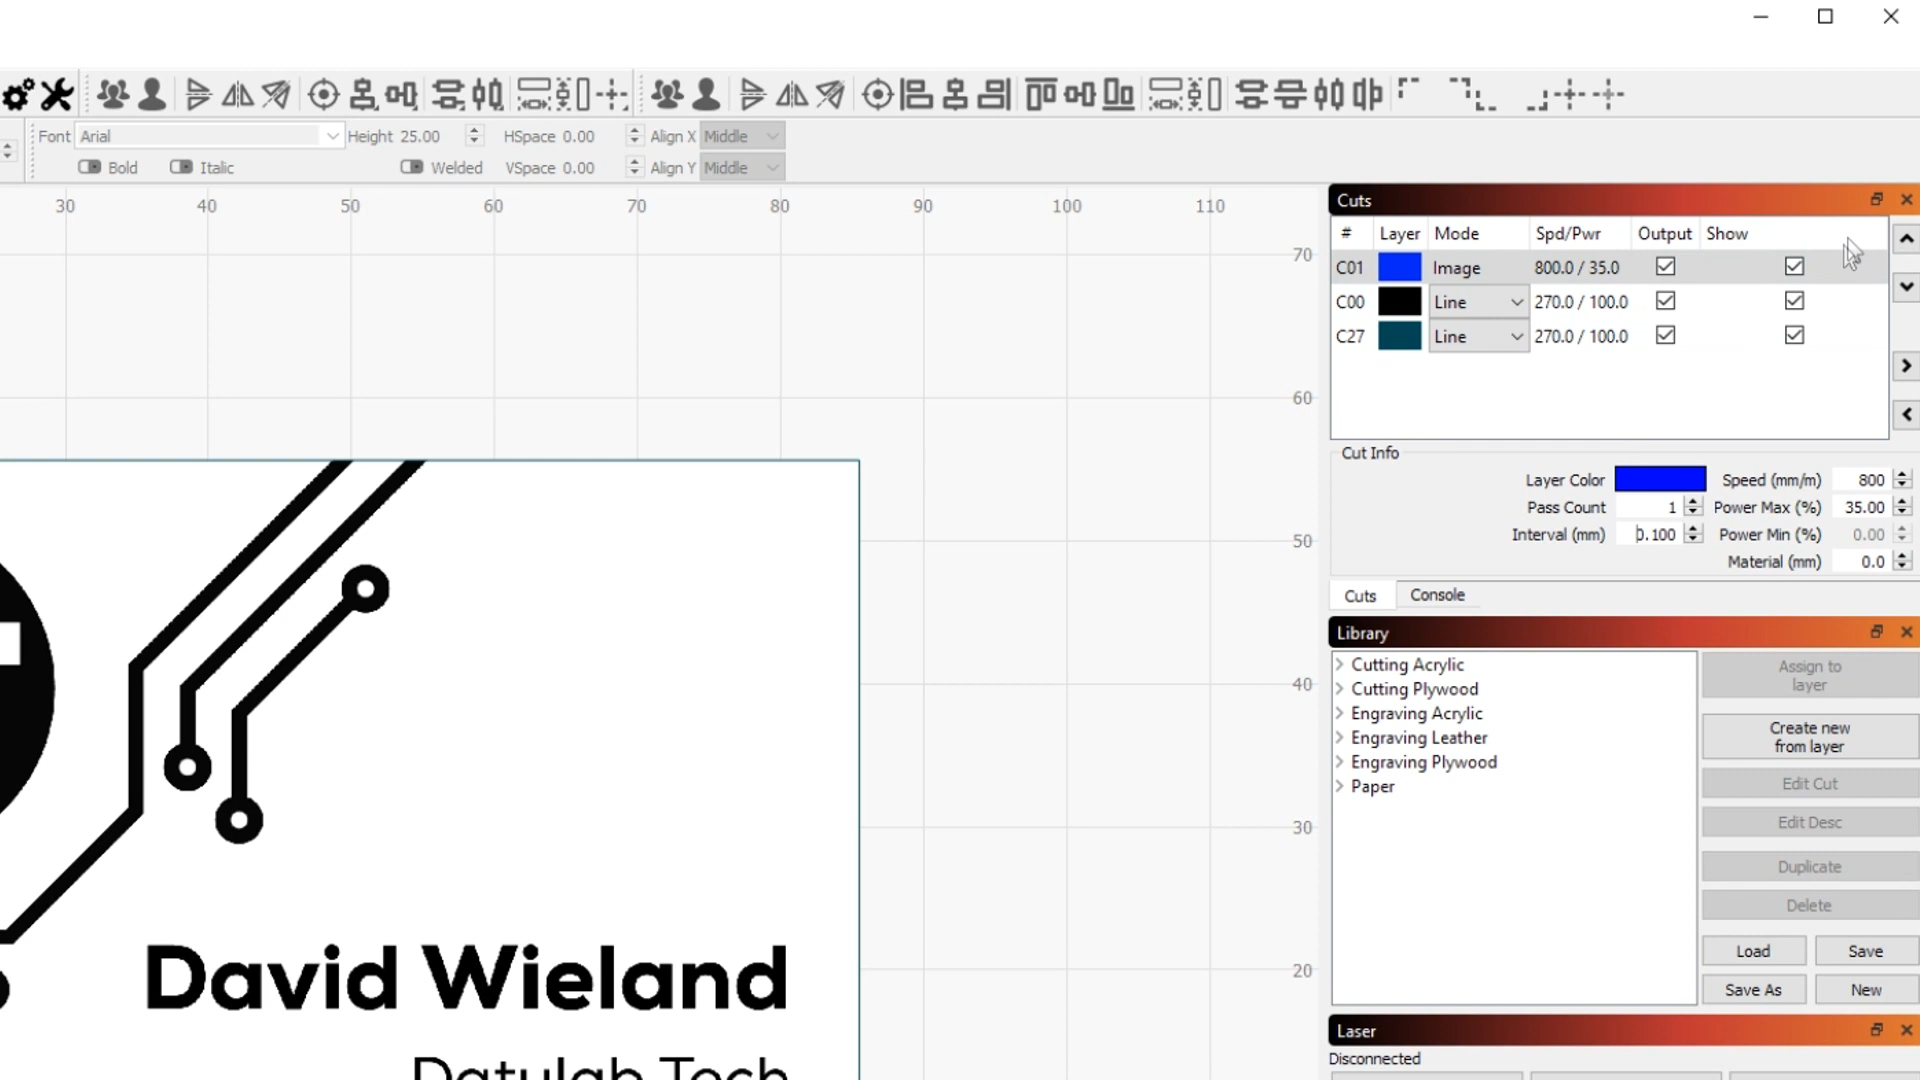 Font Arial Height 25.00 HSpace 0.00 Align X Middle
Bold Italic Welded VSpace 0.00 Align Y Middle
30 40 50 60 70 80 90 100 110
70
60
50
40
30
20
David Wieland
Datulab Tech
Cuts
# Layer Mode Spd/Pwr Output Show
C01 Image 800.0 / 35.0
C00 Line 270.0 / 100.0
C27 Line 270.0 / 100.0
Cut Info
Layer Color Speed (mm/m) 800
Pass Count 1 Power Max (%) 35.00
Interval (mm) 0.100 Power Min (%) 0.00
Material (mm) 0.0
Cuts Console
Library
Cutting Acrylic
Cutting Plywood
Engraving Acrylic
Engraving Leather
Engraving Plywood
Paper
Assign to
layer
Create new
from layer
Edit Cut
Edit Desc
Duplicate
Delete
Load Save
Save As New
Laser
Disconnected